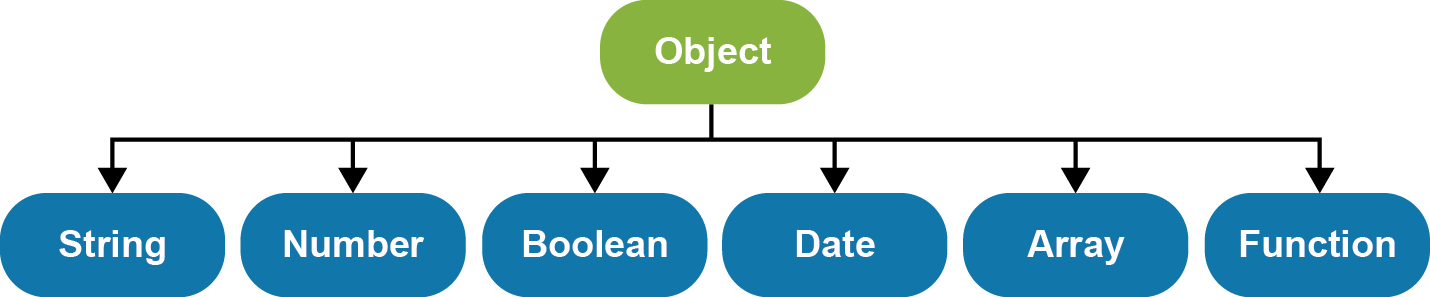 Object
String
Number
Boolean
Date
Array
Function